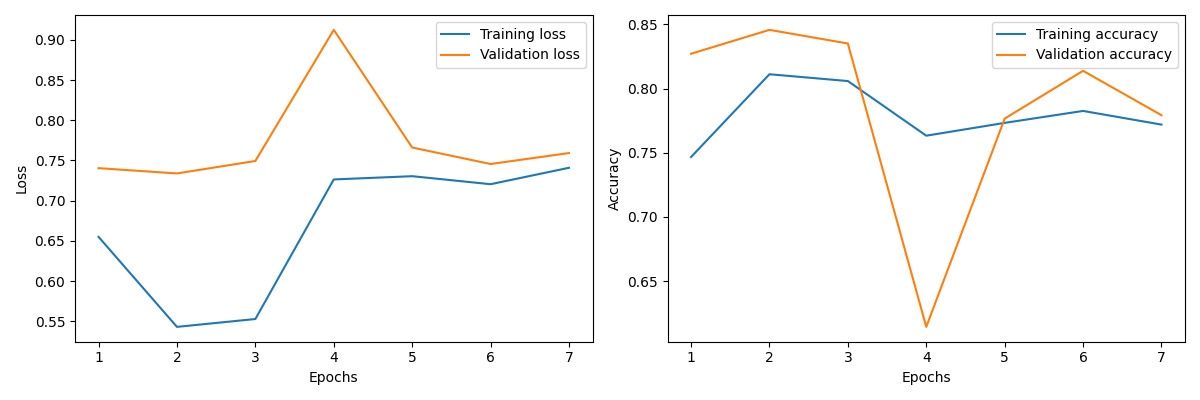 0.90
0.85
0.80
0.75
0.70
0.65
0.60
0.55
Loss
Training loss
Validation loss
1 2 3 4 5 6 7
Epochs
0.85
0.80
0.75
0.70
0.65
Accuracy
Training accuracy
Validation accuracy
1 2 3 4 5 6 7
Epochs